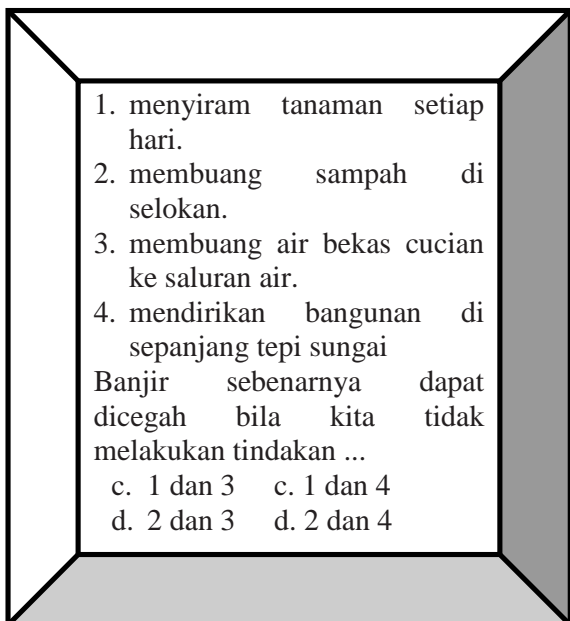 1. menyiram tanaman setiap
hari.
2. membuang sampah di
selokan.
3. membuang air bekas cucian
ke saluran air.
4. mendirikan bangunan di
sepanjang tepi sungai
Banjir sebenarnya dapat
dicegah bila kita tidak
melakukan tindakan ...
c. 1 dan 3 c. 1 dan 4
d. 2 dan 3 d. 2 dan 4